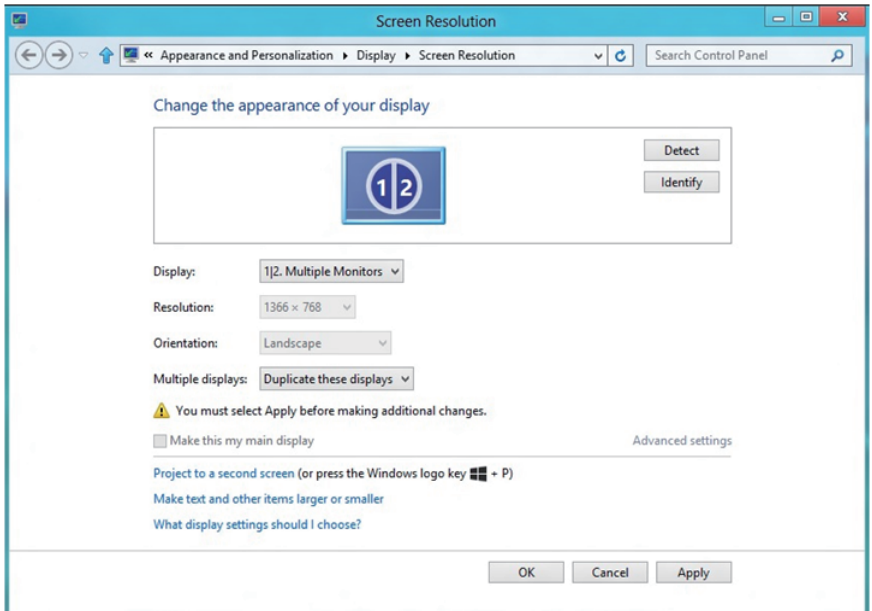 Screen Resolution
« Appearance and Personalization Display Screen Resolution
Search Control Panel
Change the appearance of your display
1 2
Detect
Identify
Display: 1|2. Multiple Monitors
Resolution: 1366 × 768
Orientation: Landscape
Multiple displays: Duplicate these displays
You must select Apply before making additional changes.
Make this my main display Advanced settings
Project to a second screen (or press the Windows logo key + P)
Make text and other items larger or smaller
What display settings should I choose?
OK Cancel Apply